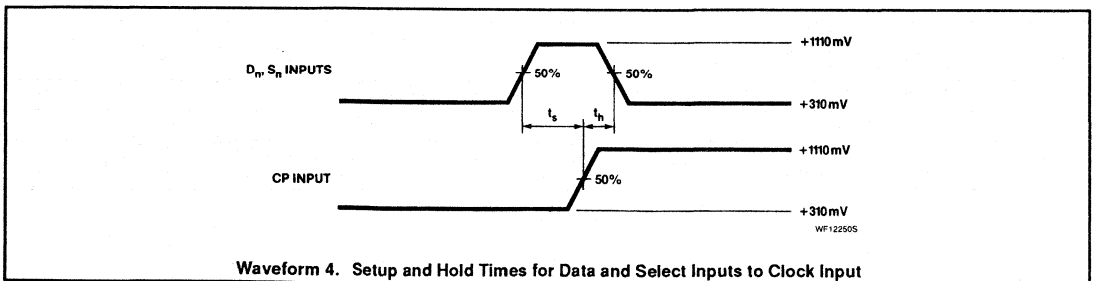 +1110mV
Dn, Sn INPUTS
50%
50%
+310mV
ts
th
+1110mV
CP INPUT
50%
+310mV
WF12250S
Waveform 4. Setup and Hold Times for Data and Select Inputs to Clock Input